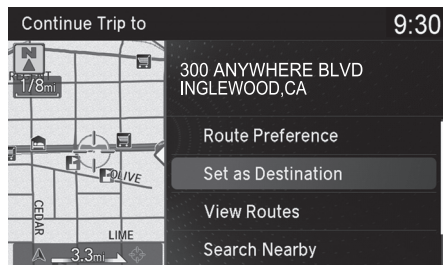 Continue Trip to
9:30
N
1/8mi
300 ANYWHERE BLVD
INGLEWOOD,CA
Route Preference
Set as Destination
View Routes
Search Nearby
OLIVE
CEDAR
LIME
3.3mi